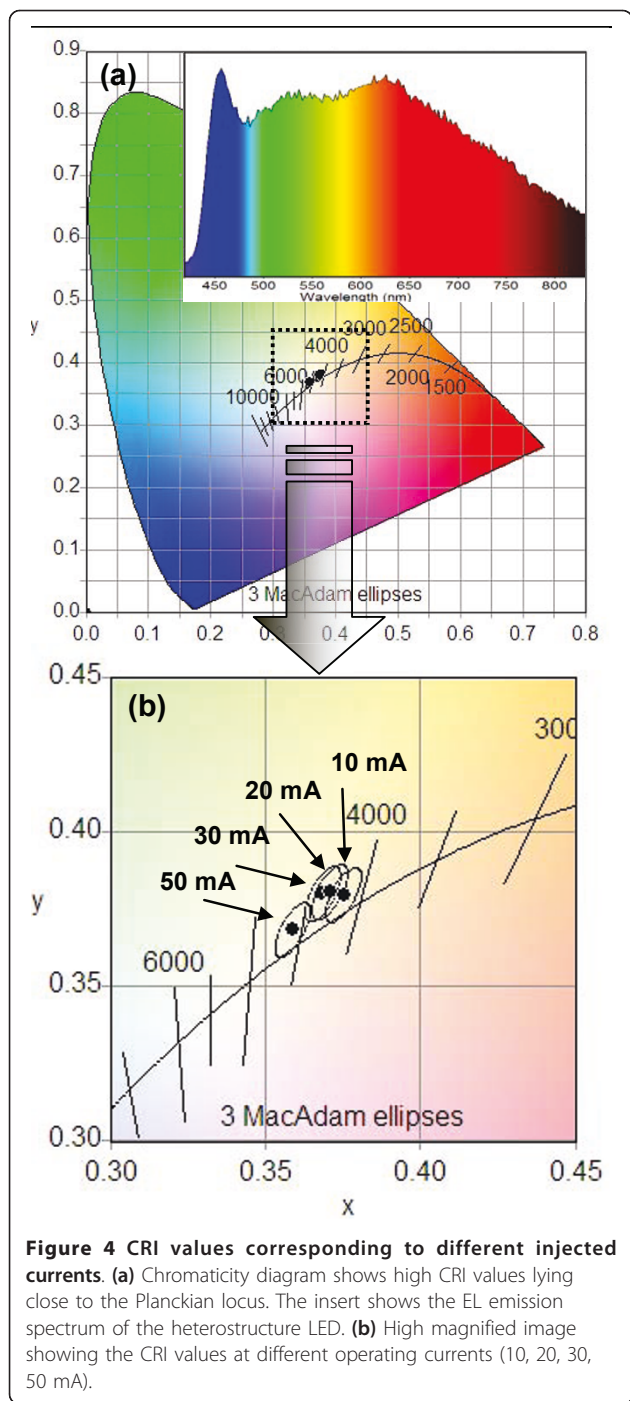 0.9
(a)
0.8
0.7
0.6
0.5
y
0.4
0.3
0.2
0.1
0.0
450 500 550 600 650 700 750 800
Wavelength (nm)
3000 2500
4000
6000
10000
2000
1500
3 MacAdam ellipses
0.0 0.1 0.2 0.3 0.4 0.5 0.6 0.7 0.8
0.45
(b)
10 mA
300
20 mA
4000
0.40
30 mA
50 mA
y
6000
0.35
3 MacAdam ellipses
0.30
0.30 0.35 0.40 0.45
x
Figure 4 CRI values corresponding to different injected
currents. (a) Chromaticity diagram shows high CRI values lying
close to the Planckian locus. The insert shows the EL emission
spectrum of the heterostructure LED. (b) High magnified image
showing the CRI values at different operating currents (10, 20, 30,
50 mA).